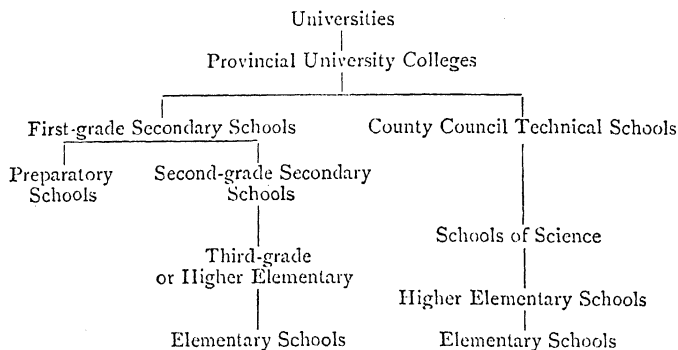 Universities
Provincial University Colleges
First-grade Secondary Schools
County Council Technical Schools
Preparatory
Schools
Second-grade Secondary
Schools
Schools of Science
Third-grade
or Higher Elementary
Higher Elementary Schools
Elementary Schools
Elementary Schools